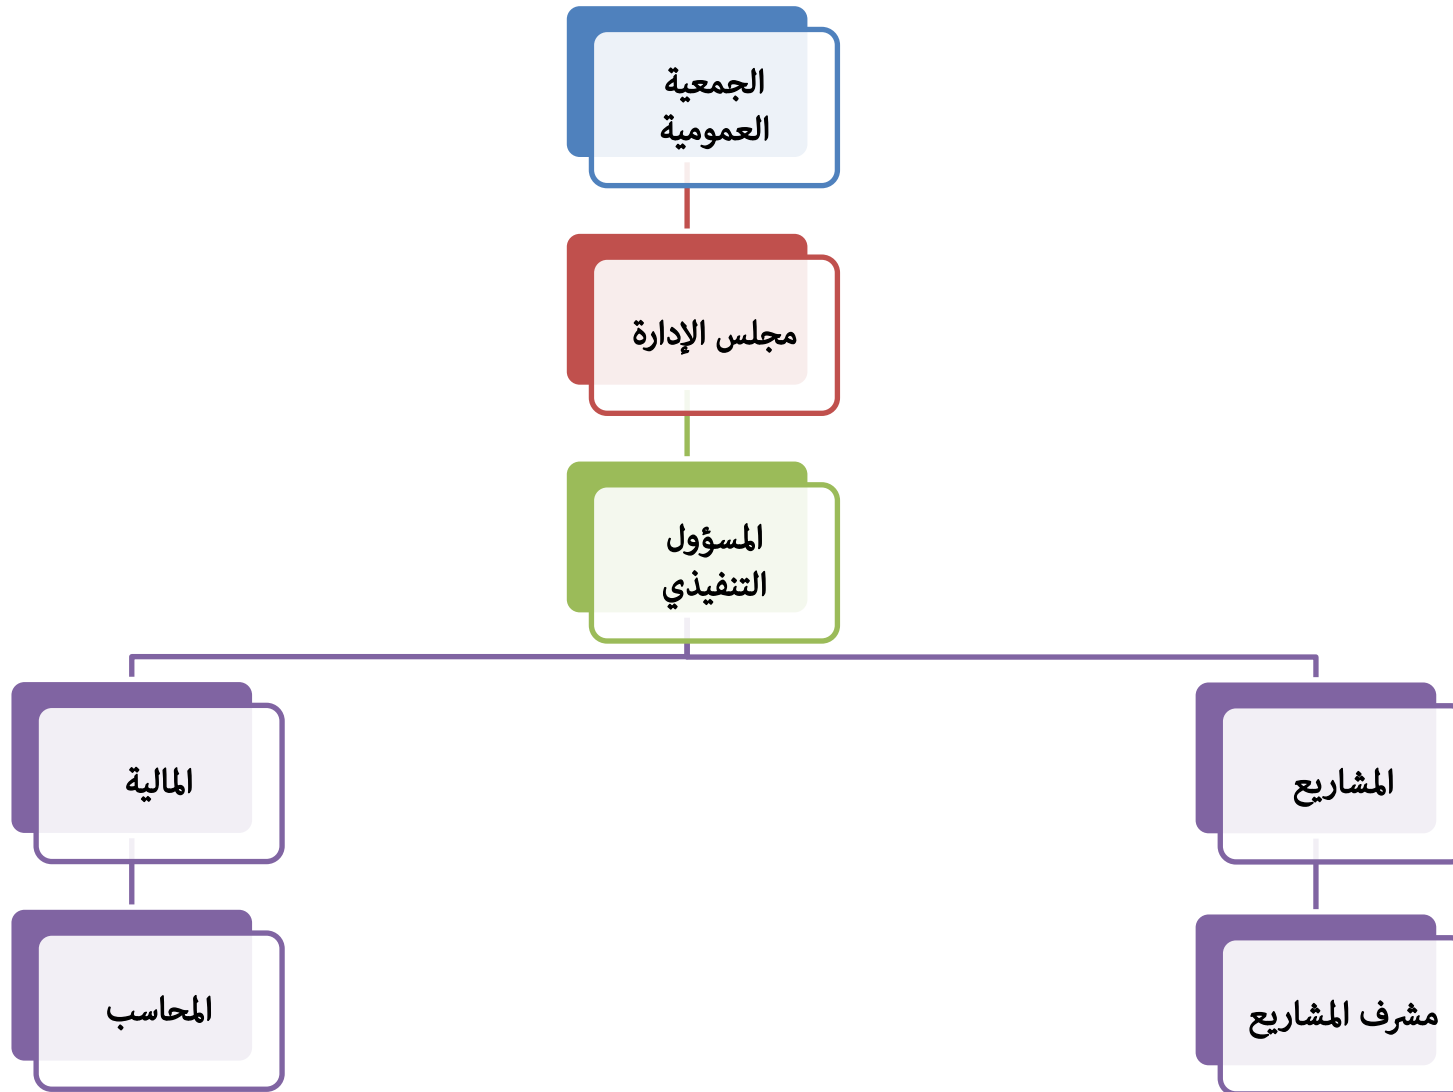 الجمعية
العمومية
مجلس الإدارة
المسؤول
التنفيذي
المشاريع
المالية
مشرف المشاريع
المحاسب